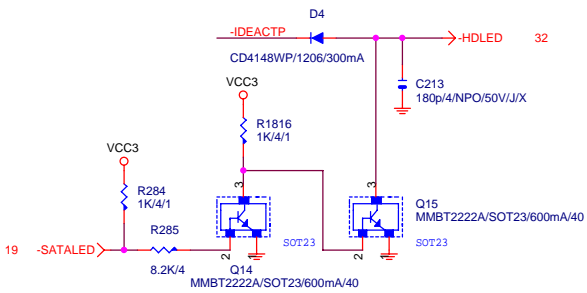 D4
-IDEACTP
-HDLED 32
CD4148WP/1206/300mA
C213
180p/4/NPO/50V/J/X
VCC3
R1816
1K/4/1
VCC3
R284
1K/4/1
3
3
Q15
MMBT2222A/SOT23/600mA/40
R285
SOT23
SOT23
19 -SATALED
2
1
2
1
8.2K/4
Q14
MMBT2222A/SOT23/600mA/40